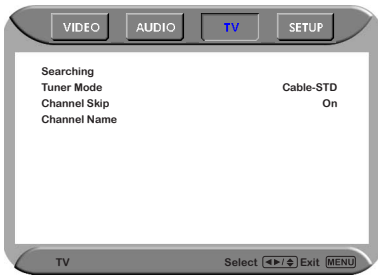 VIDEO AUDIO TV SETUP
Searching
Tuner Mode Cable-STD
Channel Skip On
Channel Name
TV Select ◄►/ Exit MENU